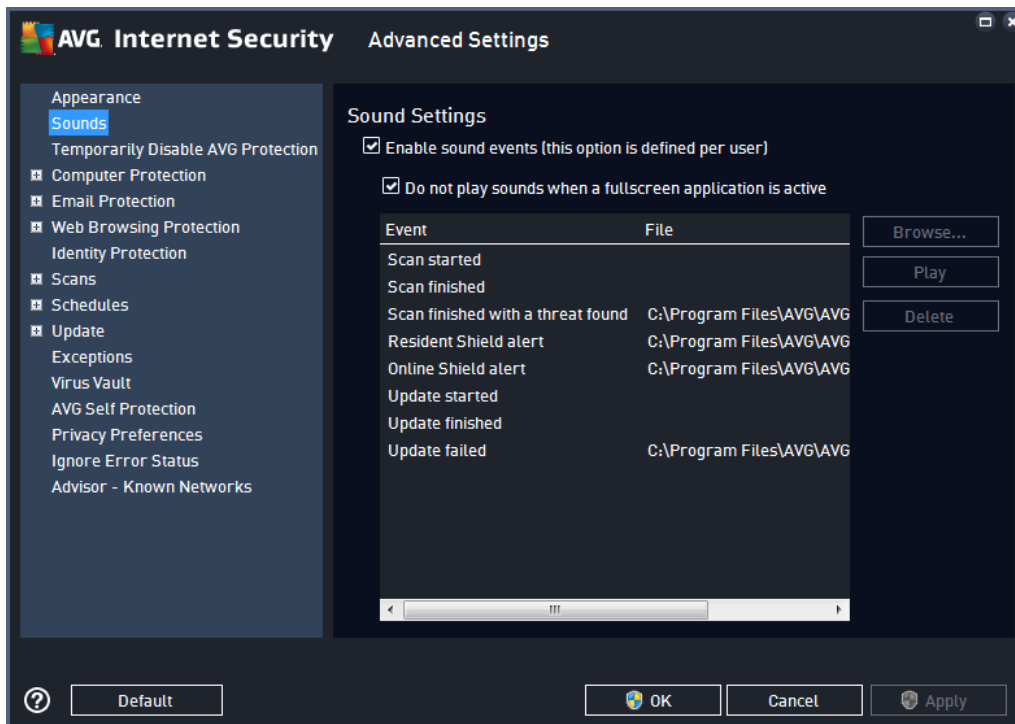 AVG. Internet Security Advanced Settings
Appearance
Sounds
Temporarily Disable AVG Protection
Computer Protection
Email Protection
Web Browsing Protection
Identity Protection
Scans
Schedules
Update
Exceptions
Virus Vault
AVG Self Protection
Privacy Preferences
Ignore Error Status
Advisor - Known Networks
Sound Settings
Enable sound events (this option is defined per user)
Do not play sounds when a fullscreen application is active
Event File
Scan started
Scan finished
Scan finished with a threat found C:\Program Files\AVG\AVG
Resident Shield alert C:\Program Files\AVG\AVG
Online Shield alert C:\Program Files\AVG\AVG
Update started
Update finished
Update failed C:\Program Files\AVG\AVG
Browse...
Play
Delete
? Default OK Cancel Apply